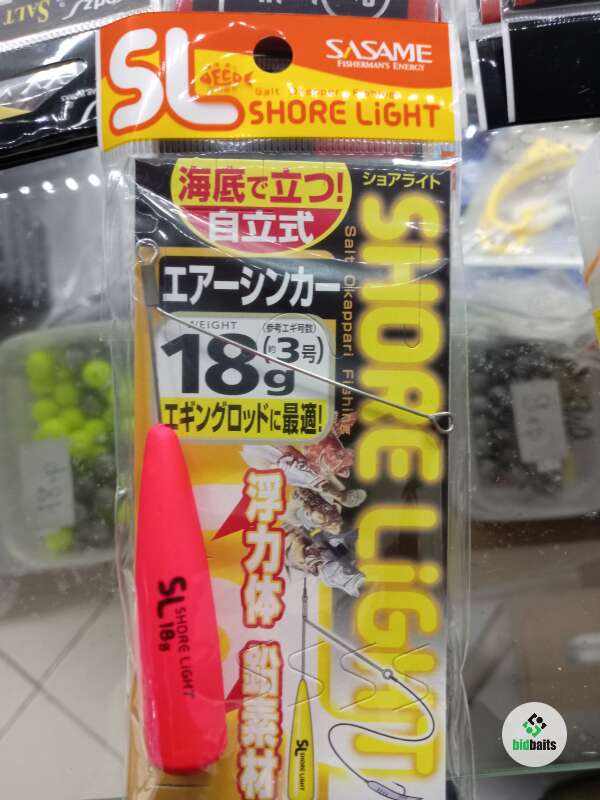 SALT
SL
DECOY
SASAME
FISHERMAN'S ENERGY
Salt Okappari Fishing
SHORE LiGHT
海底で立つ!
自立式
ショアライト
SHORE LiGHT
Salt Okappari Fishing
エアーシンカー
WEIGHT
18g
(参考エギ号数)
(約3号)
エギングロッドに最適!
浮力体
鉛素材
SL SHORE LiGHT
18g
SL SHORE LIGHT
bidbaits